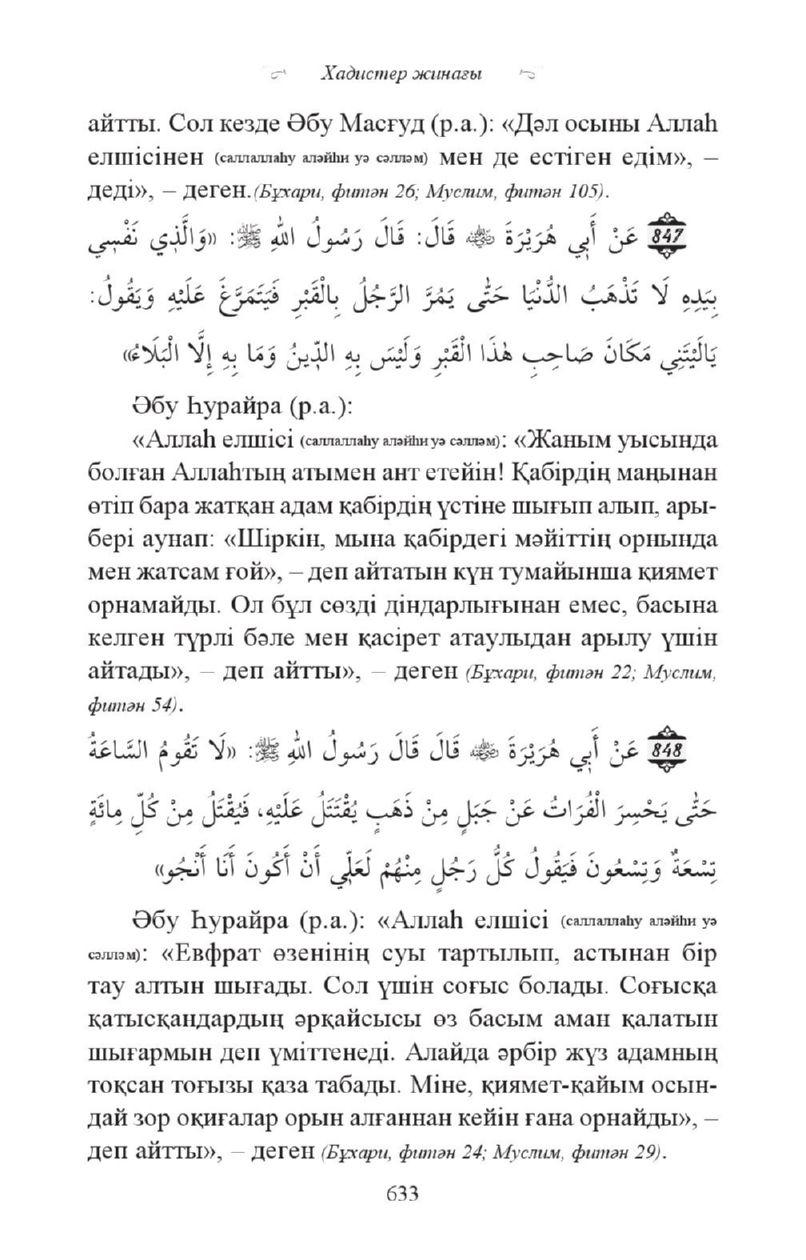 Хадистер жинағы
айтты. Сол кезде Әбу Масғуд (р.а.): «Дәл осыны Аллаһ
елшісінен (саллаллаһу аләйһи уә сәлләм) мен де естіген едім», –
деді», – деген.(Бұхари, фитән 26; Муслим, фитән 105).
847 عَنْ أَبِي هُرَيْرَةَ ﵁ قَالَ: قَالَ رَسُولُ اللهِ ﷺ: «وَالَّذِي نَفْسِي
بِيَدِهِ لَا تَذْهَبُ الدُّنْيَا حَتَّى يَمُرَّ الرَّجُلُ بِالْقَبْرِ فَيَتَمَرَّغَ عَلَيْهِ وَيَقُولُ:
يَالَيْتَنِي مَكَانَ صَاحِبِ هٰذَا الْقَبْرِ وَلَيْسَ بِهِ الدِّينُ وَمَا بِهِ إِلَّا الْبَلَاءُ»
Әбу Һурайра (р.а.):
«Аллаһ елшісі (саллаллаһу аләйһи уә сәлләм): «Жаным уысында
болған Аллаһтың атымен ант етейін! Қабірдің маңынан
өтіп бара жатқан адам қабірдің үстіне шығып алып, ары-
бері аунап: «Шіркін, мына қабірдегі мәйіттің орнында
мен жатсам ғой», – деп айтатын күн тумайынша қиямет
орнамайды. Ол бұл сөзді діндарлығынан емес, басына
келген түрлі бәле мен қасірет атаулыдан арылу үшін
айтады», – деп айтты», – деген (Бұхари, фитән 22; Муслим,
фитән 54).
848 عَنْ أَبِي هُرَيْرَةَ ﵁ قَالَ قَالَ رَسُولُ اللهِ ﷺ: «لَا تَقُومُ السَّاعَةُ
حَتَّى يَحْسِرَ الْفُرَاتُ عَنْ جَبَلٍ مِنْ ذَهَبٍ يُقْتَتَلُ عَلَيْهِ، فَيُقْتَلُ مِنْ كُلِّ مِائَةٍ
تِسْعَةٌ وَتِسْعُونَ فَيَقُولُ كُلُّ رَجُلٍ مِنْهُمْ لَعَلِّي أَنْ أَكُونَ أَنَا أَنْجُو»
Әбу Һурайра (р.а.): «Аллаһ елшісі (саллаллаһу аләйһи уә
сәлләм): «Евфрат өзенінің суы тартылып, астынан бір
тау алтын шығады. Сол үшін соғыс болады. Соғысқа
қатысқандардың әрқайсысы өз басым аман қалатын
шығармын деп үміттенеді. Алайда әрбір жүз адамның
тоқсан тоғызы қаза табады. Міне, қиямет-қайым осын-
дай зор оқиғалар орын алғаннан кейін ғана орнайды», –
деп айтты», – деген (Бұхари, фитән 24; Муслим, фитән 29).
633